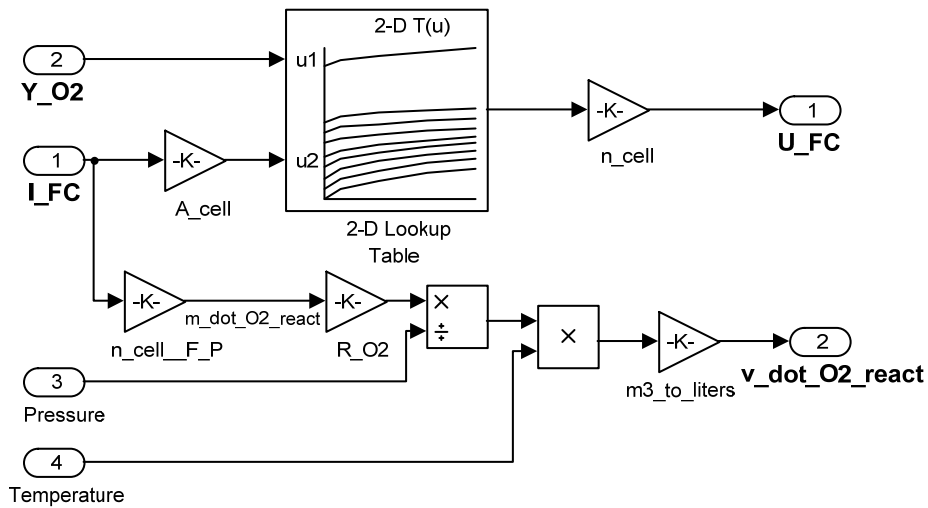 2-D T(u)
2
Y_O2
u1
-K-
n_cell
1
U_FC
1
I_FC
-K-
A_cell
u2
2-D Lookup
Table
-K-
n_cell__F_P
m_dot_O2_react
-K-
R_O2
×
÷
×
-K-
m3_to_liters
2
v_dot_O2_react
3
Pressure
4
Temperature